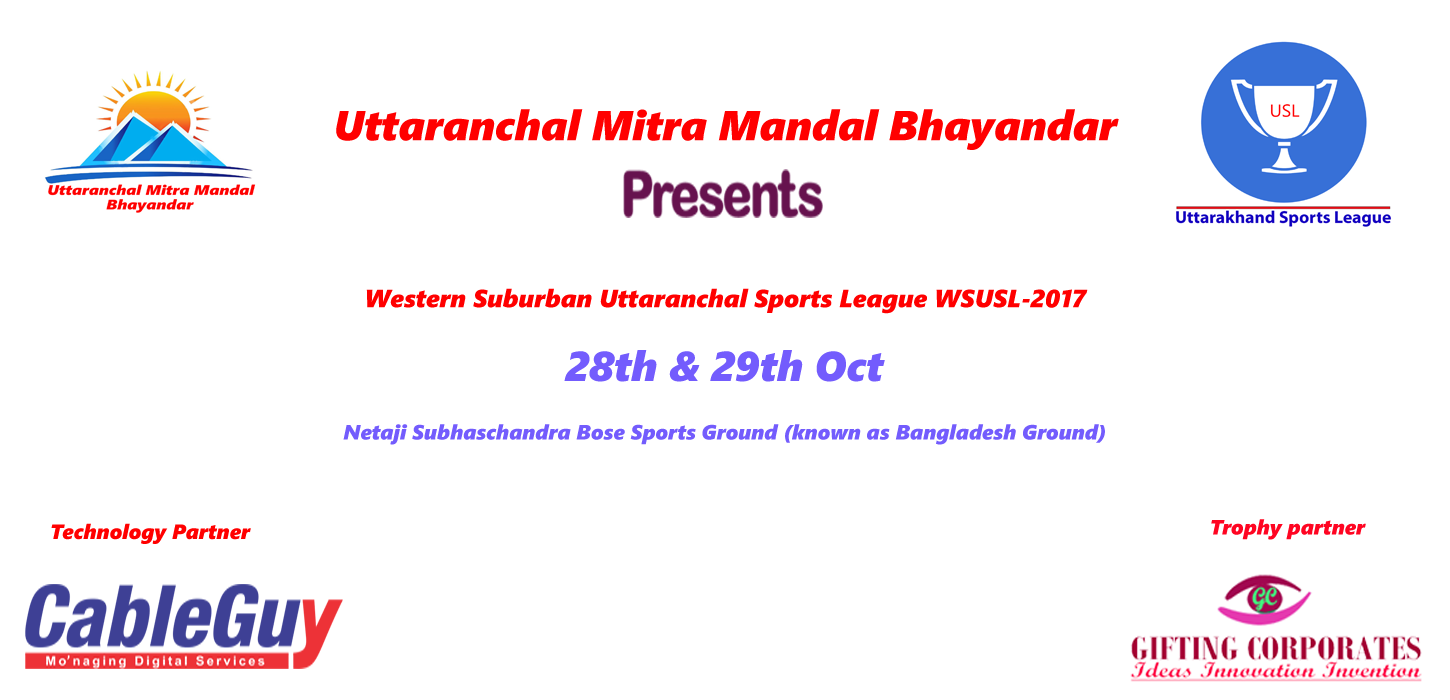 Uttaranchal Mitra Mandal
Bhayandar
Uttaranchal Mitra Mandal Bhayandar
Presents
USL
Uttarakhand Sports League
Western Suburban Uttaranchal Sports League WSUSL-2017
28th & 29th Oct
Netaji Subhaschandra Bose Sports Ground (known as Bangladesh Ground)
Technology Partner
CableGuy
Mo'naging Digital Services
Trophy partner
GC
GIFTING CORPORATES
Ideas Innovation Invention